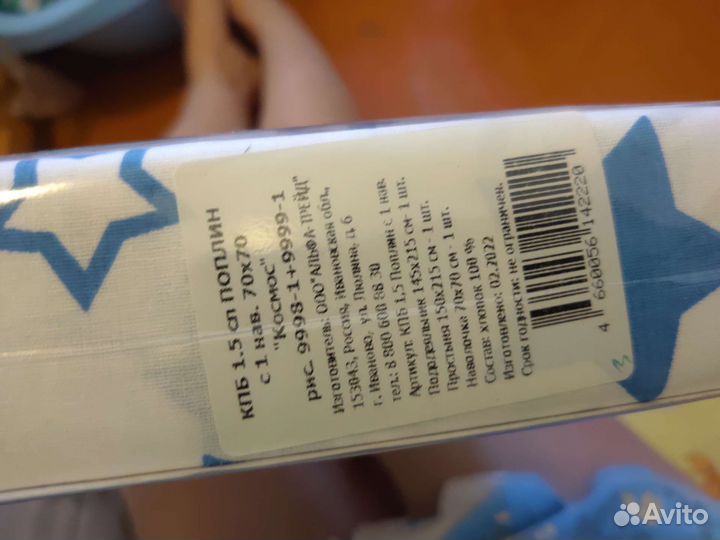 КПБ 1.5 сп ПОПЛИН
с 1 нав. 70х70
"Космос"
рис. 9998-1+9999-1
Изготовитель: ООО"АЛЬФА-ТРЕЙД"
153043, Россия, Ивановская обл,
г. Иваново, ул. д. 6
тел.: 8 800 600 88 30
Артикул: КПБ 1,5 Поплин с 1 нав.
Пододеяльник 145х215 см- 1 шт.
Простыня 150х215 см - 1 шт.
Наволочка 70х70 см - 1 шт.
Состав: хлопок 100 %
Изготовлено: 02.2022
Срок годности: не ограничен.
4 660056 142220
3
Avito